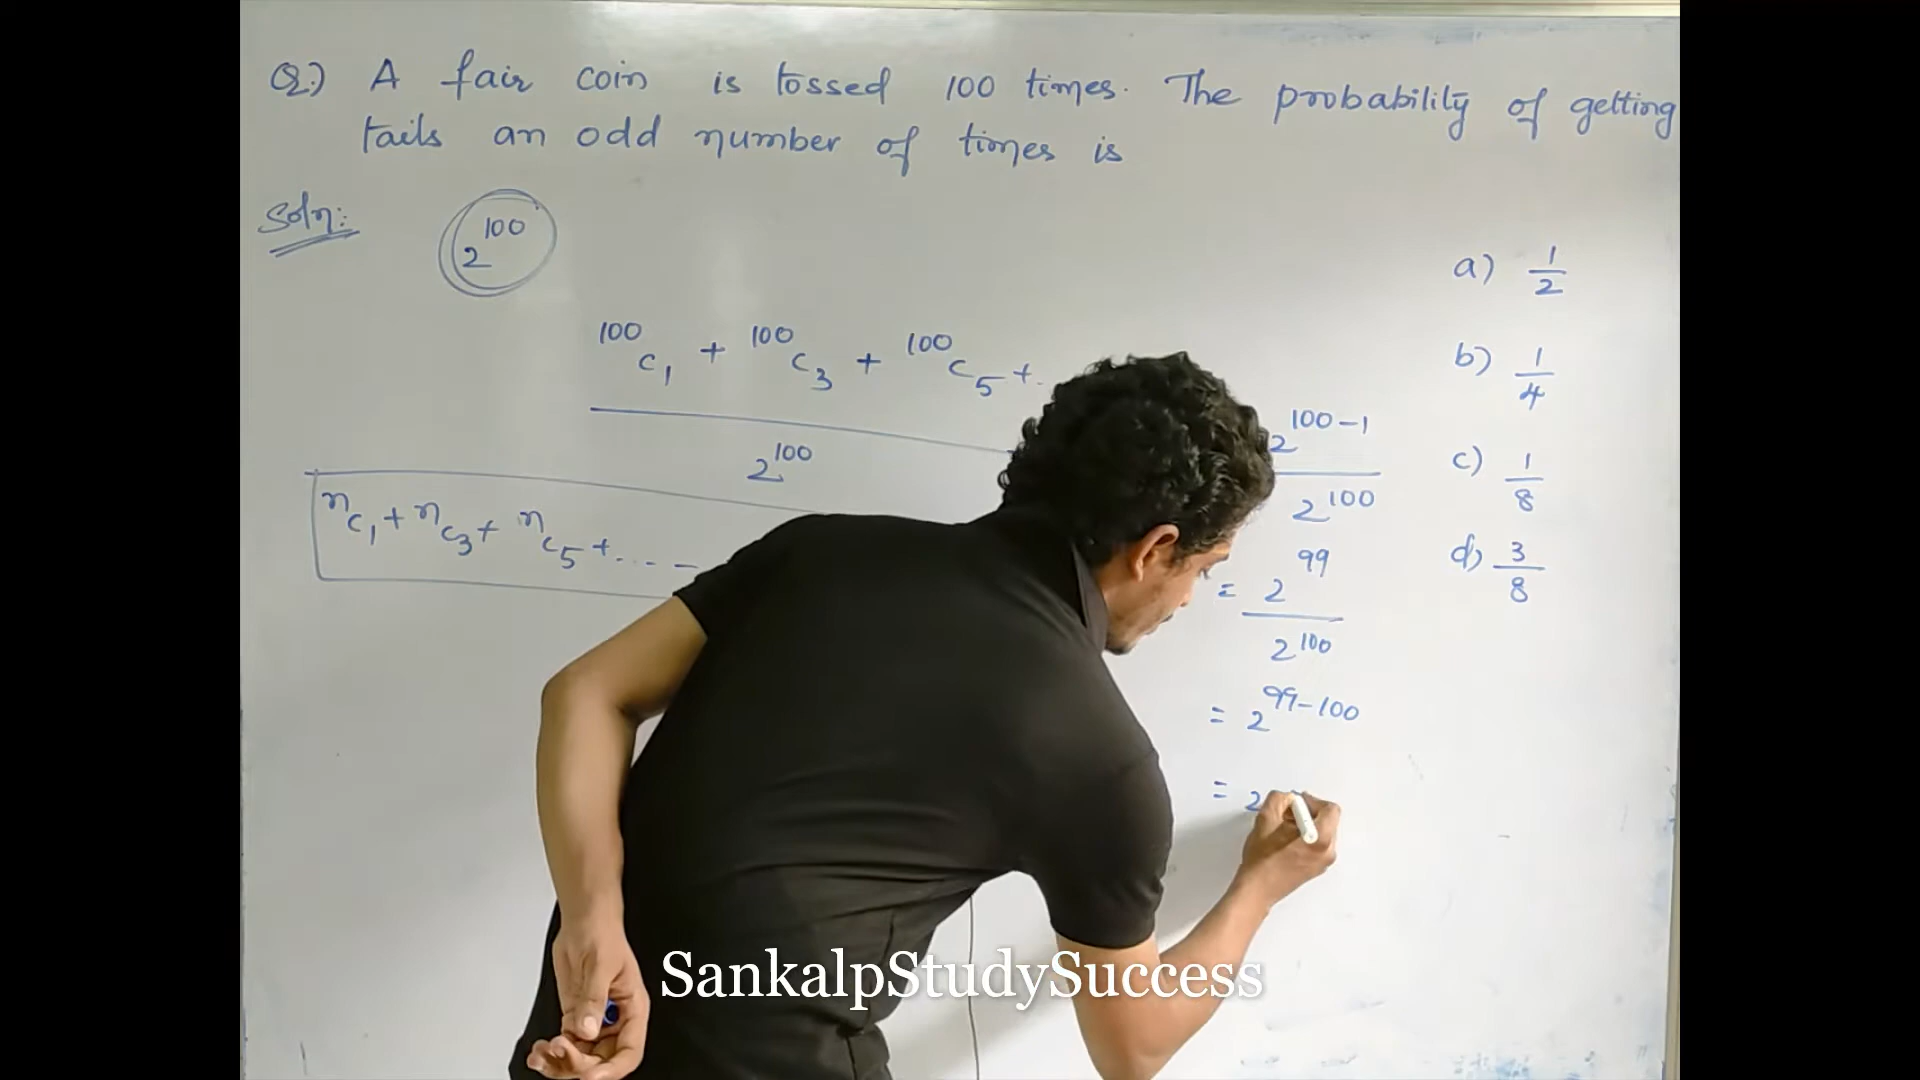 Q.) A fair coin is tossed 100 times. The probability of getting
tails an odd number of times is
Soln:
2^100
100C1 + 100C3 + 100C5 + .
2^100
nC1 + nC3 + nC5 + .... -
2^100-1
2^100
= 2^99
2^100
= 2^99-100
= 2
a) 1/2
b) 1/4
c) 1/8
d) 3/8
SankalpStudySuccess